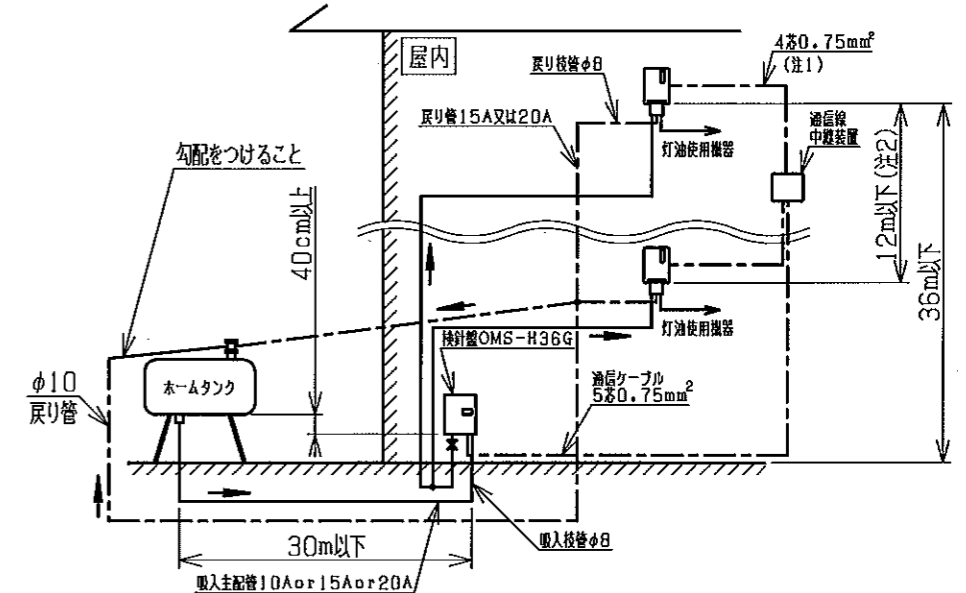 屋内
4芯0.75mm²
(注1)
戻り枝管φ8
戻り管15A又は20A
通信線
中継装置
灯油使用機器
勾配をつけること
40cm以上
12m以下(注2)
36m以下
灯油使用機器
検針盤OMS-H36G
φ10
戻り管
ホームタンク
通信ケーブル
5芯0.75mm²
30m以下
吸入枝管φ8
吸入主配管10Aor15Aor20A